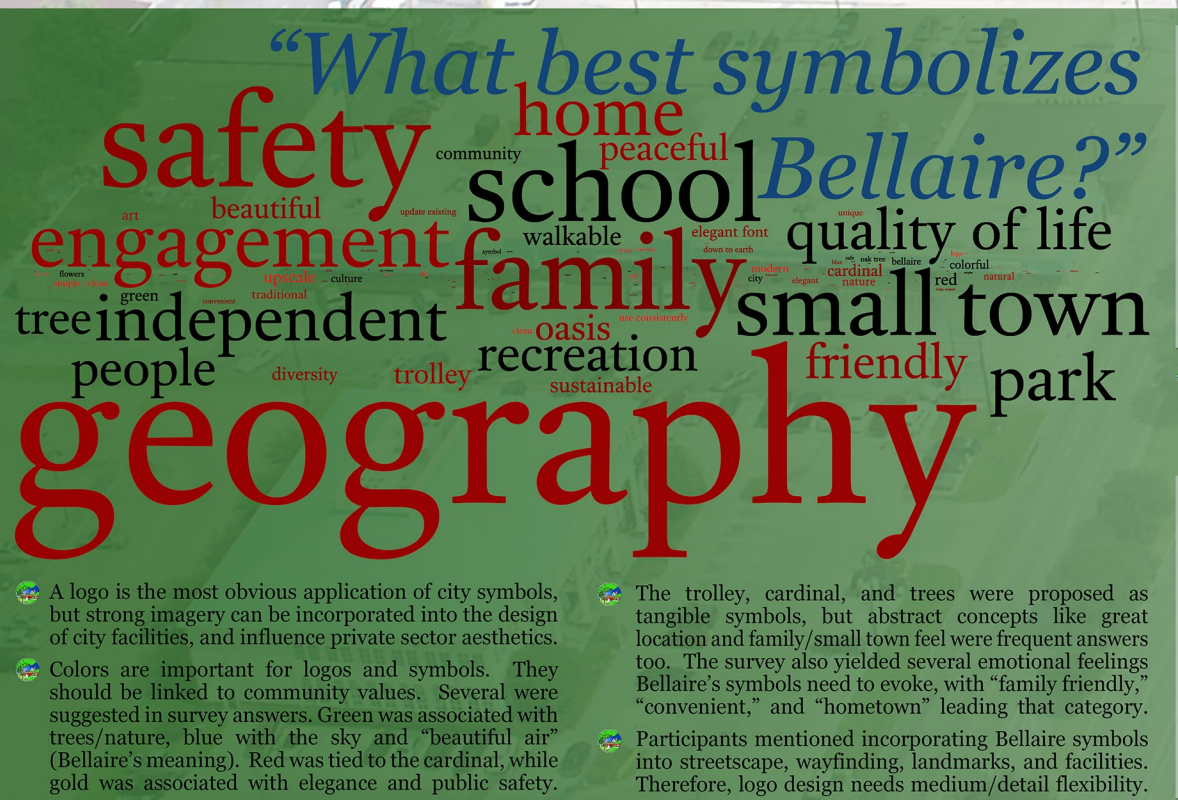 “What best symbolizes
Bellaire?”
home
safety
community
peaceful
school
art
beautiful
update existing
unique
engagement
walkable
elegant font
quality of life
symbol
family
down to earth
logo
blue
safe
oak tree
bellaire
flowers
upscale
culture
modern
cardinal
colorful
simple
clean
city
elegant
nature
red
natural
green
convenient
traditional
small town
tree
independent
clean
oasis
use consistently
recreation
people
diversity
trolley
sustainable
friendly
park
geography
A logo is the most obvious application of city symbols,
but strong imagery can be incorporated into the design
of city facilities, and influence private sector aesthetics.
Colors are important for logos and symbols. They
should be linked to community values. Several were
suggested in survey answers. Green was associated with
trees/nature, blue with the sky and “beautiful air”
(Bellaire’s meaning). Red was tied to the cardinal, while
gold was associated with elegance and public safety.
The trolley, cardinal, and trees were proposed as
tangible symbols, but abstract concepts like great
location and family/small town feel were frequent answers
too. The survey also yielded several emotional feelings
Bellaire’s symbols need to evoke, with “family friendly,”
“convenient,” and “hometown” leading that category.
Participants mentioned incorporating Bellaire symbols
into streetscape, wayfinding, landmarks, and facilities.
Therefore, logo design needs medium/detail flexibility.